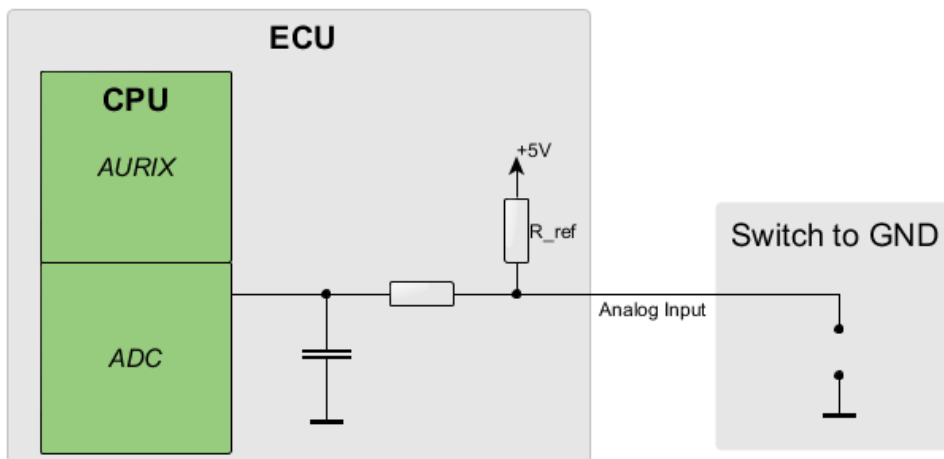 ECU
CPU
AURIX
+5V
R_ref
Switch to GND
Analog Input
ADC